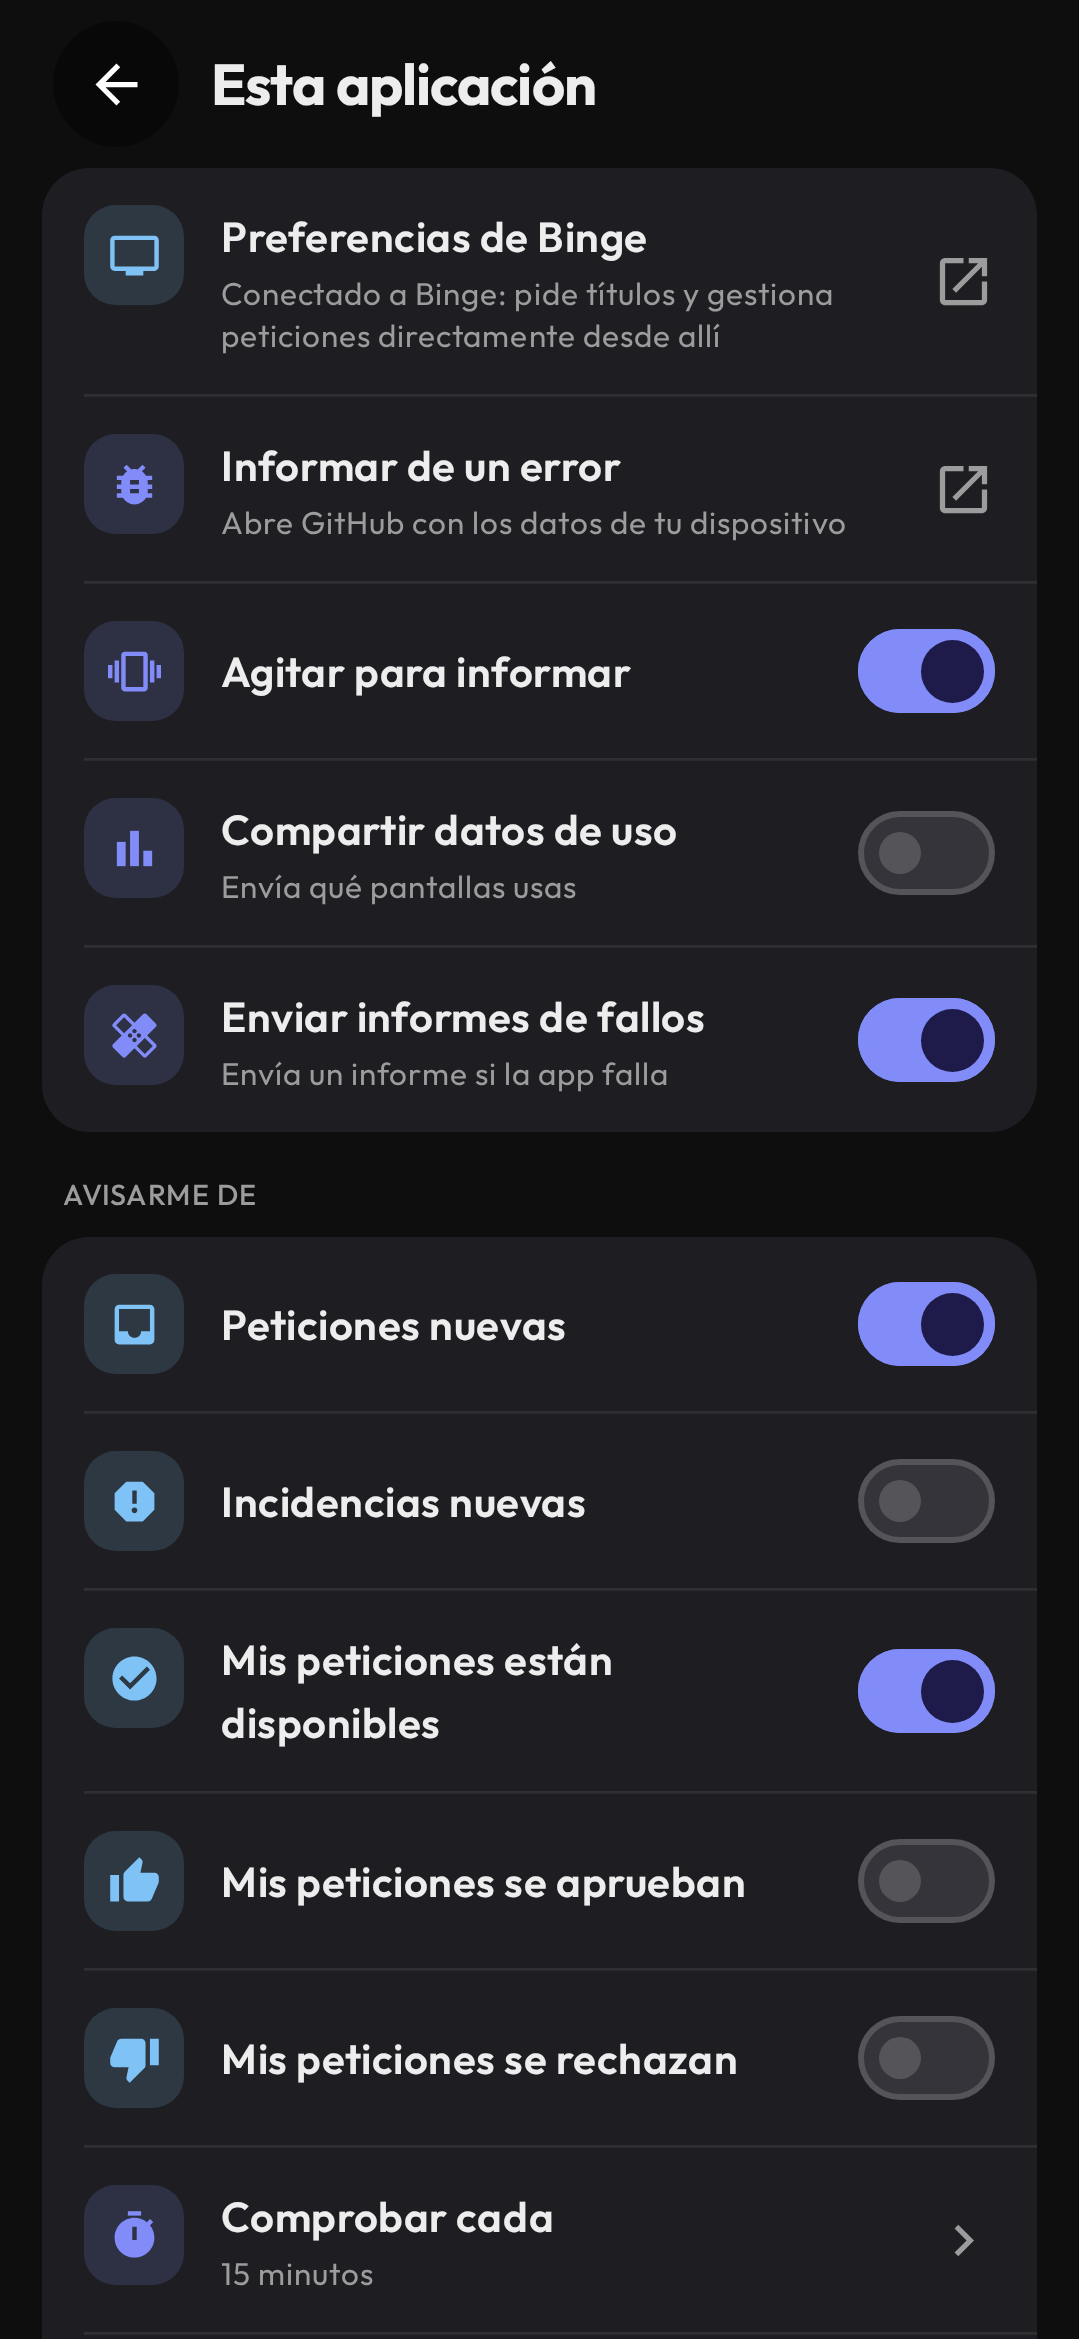 Esta aplicación
Preferencias de Binge
Conectado a Binge: pide títulos y gestiona
peticiones directamente desde allí
Informar de un error
Abre GitHub con los datos de tu dispositivo
Agitar para informar
Compartir datos de uso
Envía qué pantallas usas
Enviar informes de fallos
Envía un informe si la app falla
AVISARME DE
Peticiones nuevas
Incidencias nuevas
Mis peticiones están
disponibles
Mis peticiones se aprueban
Mis peticiones se rechazan
Comprobar cada
15 minutos